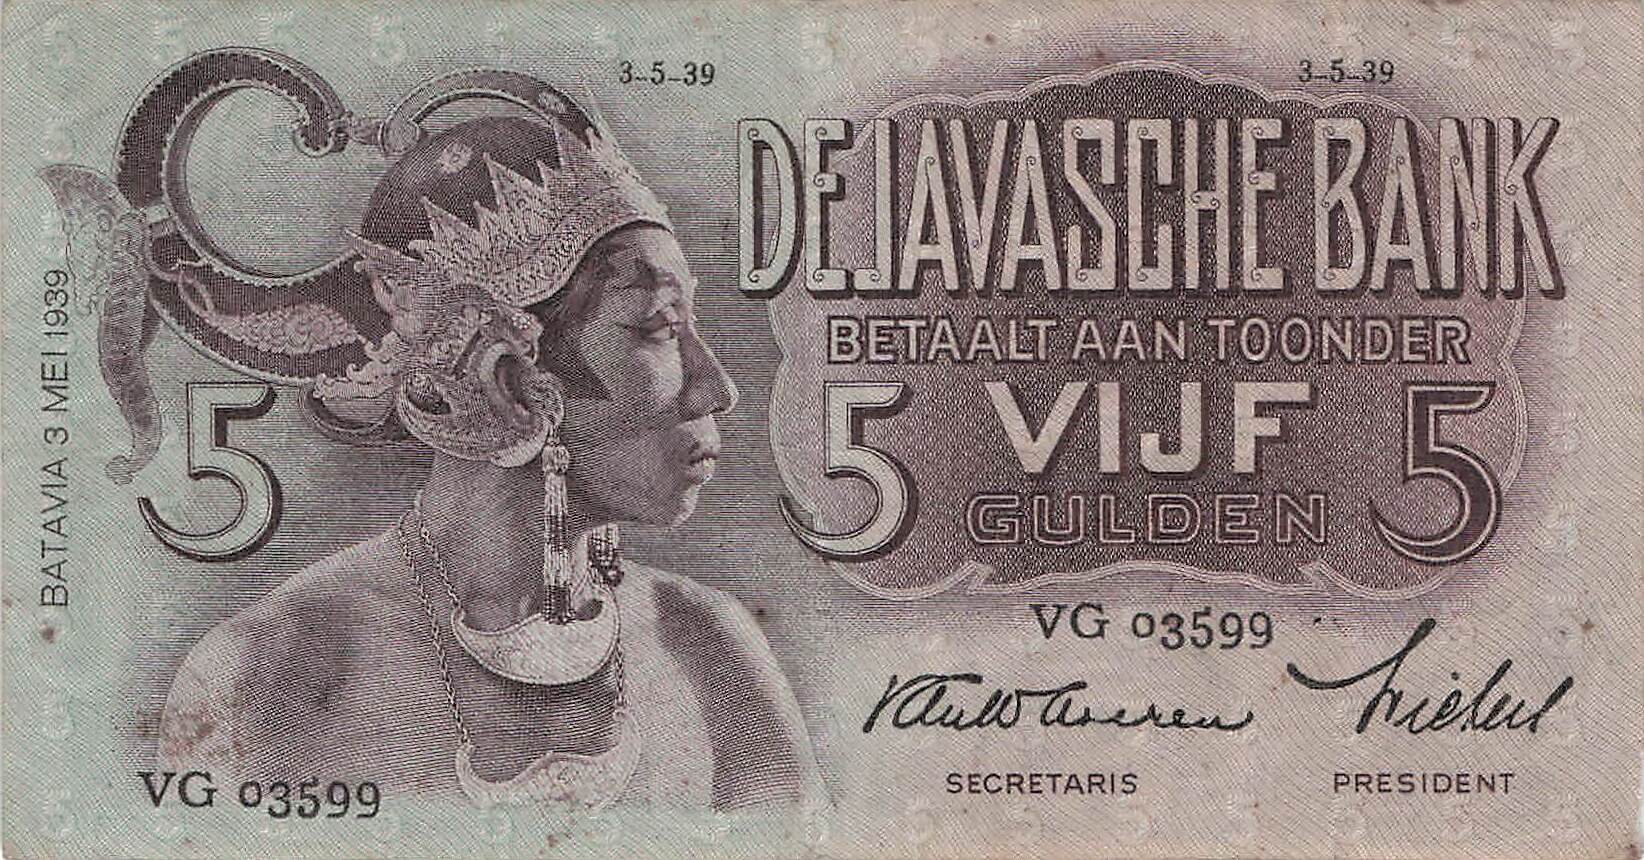 3-5-39
3-5-39
DE JAVASCHE BANK
BETAALT AAN TOONDER
5
5 VIJF 5
GULDEN
BATAVIA 3 MEI 1939
VG 03599
VG 03599
SECRETARIS
PRESIDENT